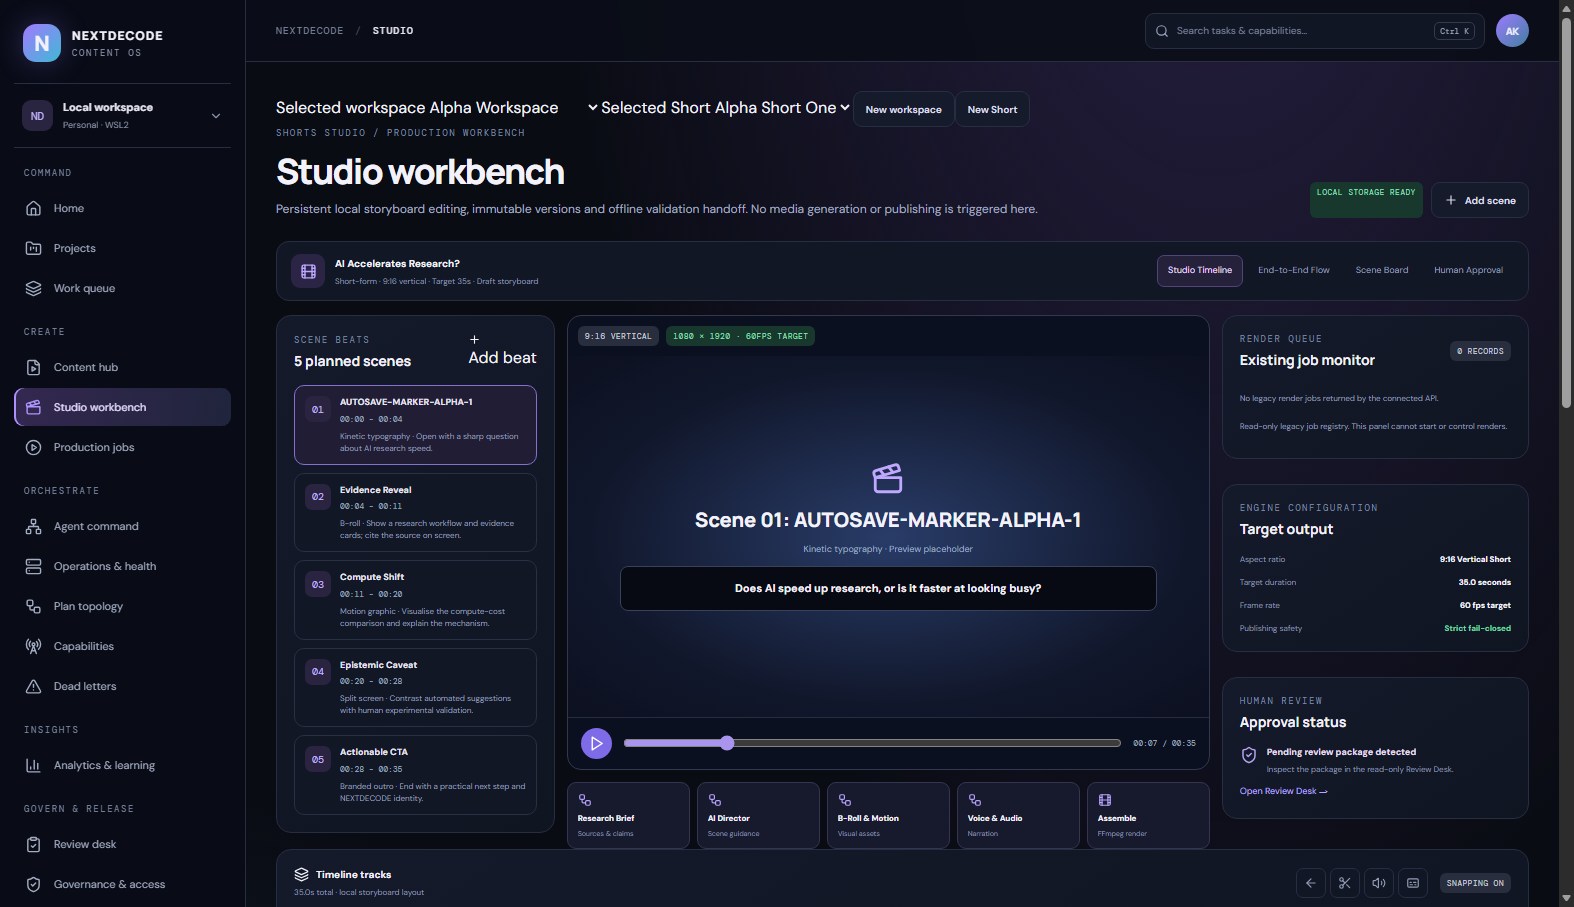 N
NEXTDECODE
CONTENT OS
ND
Local workspace
Personal · WSL2
COMMAND
Home
Projects
Work queue
CREATE
Content hub
Studio workbench
Production jobs
ORCHESTRATE
Agent command
Operations & health
Plan topology
Capabilities
Dead letters
INSIGHTS
Analytics & learning
GOVERN & RELEASE
Review desk
Governance & access
NEXTDECODE / STUDIO
Search tasks & capabilities...
Ctrl K
AK
Selected workspace Alpha Workspace
Selected Short Alpha Short One
New workspace
New Short
SHORTS STUDIO / PRODUCTION WORKBENCH
Studio workbench
Persistent local storyboard editing, immutable versions and offline validation handoff. No media generation or publishing is triggered here.
LOCAL STORAGE READY
Add scene
AI Accelerates Research?
Short-form · 9:16 vertical · Target 35s · Draft storyboard
Studio Timeline
End-to-End Flow
Scene Board
Human Approval
SCENE BEATS
5 planned scenes
+
Add beat
01
AUTOSAVE-MARKER-ALPHA-1
00:00 – 00:04
Kinetic typography · Open with a sharp question
about AI research speed.
02
Evidence Reveal
00:04 – 00:11
B-roll · Show a research workflow and evidence
cards; cite the source on screen.
03
Compute Shift
00:11 – 00:20
Motion graphic · Visualise the compute-cost
comparison and explain the mechanism.
04
Epistemic Caveat
00:20 – 00:28
Split screen · Contrast automated suggestions
with human experimental validation.
05
Actionable CTA
00:28 – 00:35
Branded outro · End with a practical next step and
NEXTDECODE identity.
9:16 VERTICAL
1080 × 1920 · 60FPS TARGET
Scene 01: AUTOSAVE-MARKER-ALPHA-1
Kinetic typography · Preview placeholder
Does AI speed up research, or is it faster at looking busy?
00:07 / 00:35
Research Brief
Sources & claims
AI Director
Scene guidance
B-Roll & Motion
Visual assets
Voice & Audio
Narration
Assemble
FFmpeg render
RENDER QUEUE
Existing job monitor
0 RECORDS
No legacy render jobs returned by the connected API.
Read-only legacy job registry. This panel cannot start or control renders.
ENGINE CONFIGURATION
Target output
Aspect ratio
9:16 Vertical Short
Target duration
35.0 seconds
Frame rate
60 fps target
Publishing safety
Strict fail-closed
HUMAN REVIEW
Approval status
Pending review package detected
Inspect the package in the read-only Review Desk.
Open Review Desk →
Timeline tracks
35.0s total · local storyboard layout
SNAPPING ON